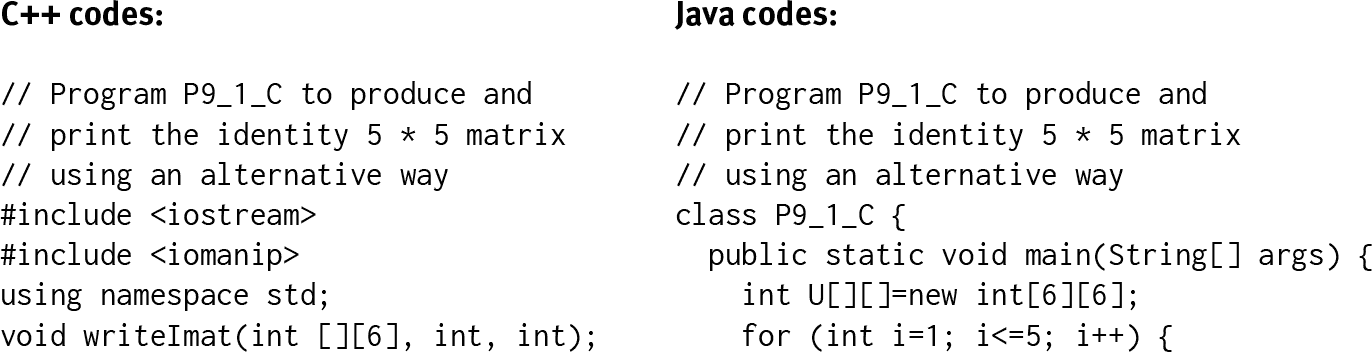 C++ codes:
// Program P9_1_C to produce and
// print the identity 5 * 5 matrix
// using an alternative way
#include <iostream>
#include <iomanip>
using namespace std;
void writeImat(int [][6], int, int);
Java codes:
// Program P9_1_C to produce and
// print the identity 5 * 5 matrix
// using an alternative way
class P9_1_C {
  public static void main(String[] args) {
    int U[][]=new int[6][6];
    for (int i=1; i<=5; i++) {